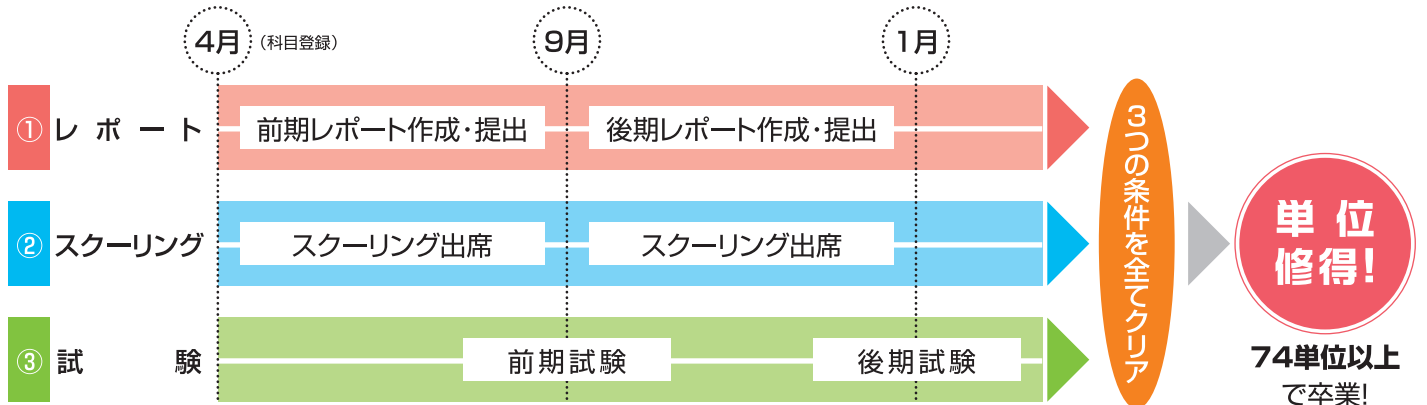 4月 （科目登録）
9月
1月
① レポート
前期レポート作成・提出
後期レポート作成・提出
② スクーリング
スクーリング出席
スクーリング出席
③ 試験
前期試験
後期試験
3つの条件を全てクリア
単位
修得!
74単位以上
で卒業!